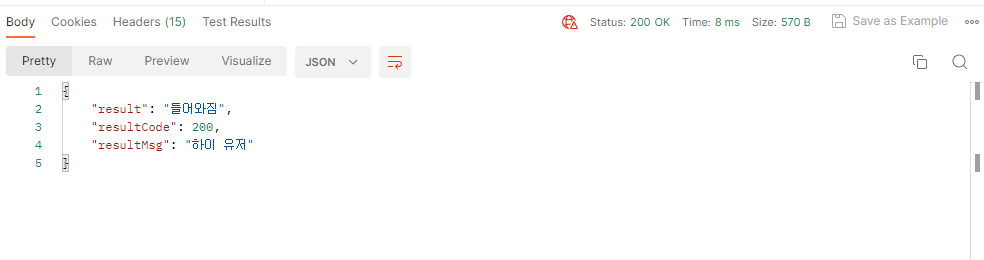 Body Cookies Headers (15) Test Results Status: 200 OK Time: 8 ms Size: 570 B Save as Example
Pretty Raw Preview Visualize JSON
1 {
2 "result": "들어와짐",
3 "resultCode": 200,
4 "resultMsg": "하이 유저"
5 }